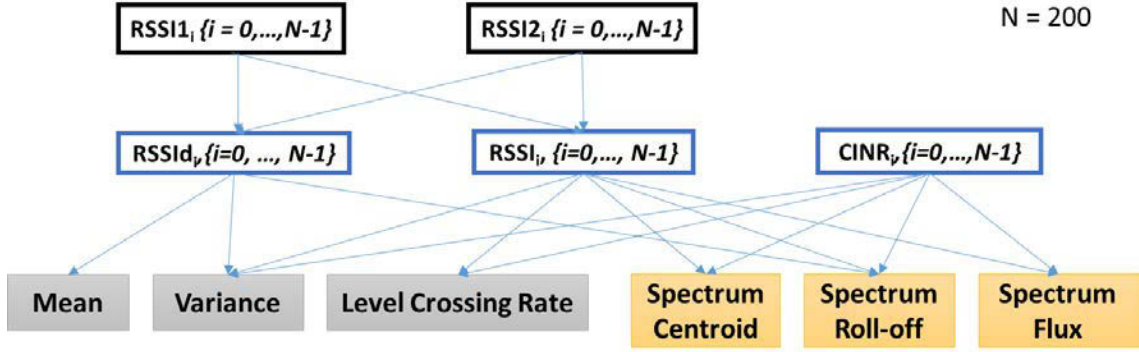 RSSI1i {i = 0,...,N-1}
RSSI2i {i = 0,...,N-1}
N = 200
RSSIdi, {i=0, ..., N-1}
RSSIi, {i=0,..., N-1}
CINRi, {i=0,...,N-1}
Mean
Variance
Level Crossing Rate
Spectrum
Centroid
Spectrum
Roll-off
Spectrum
Flux